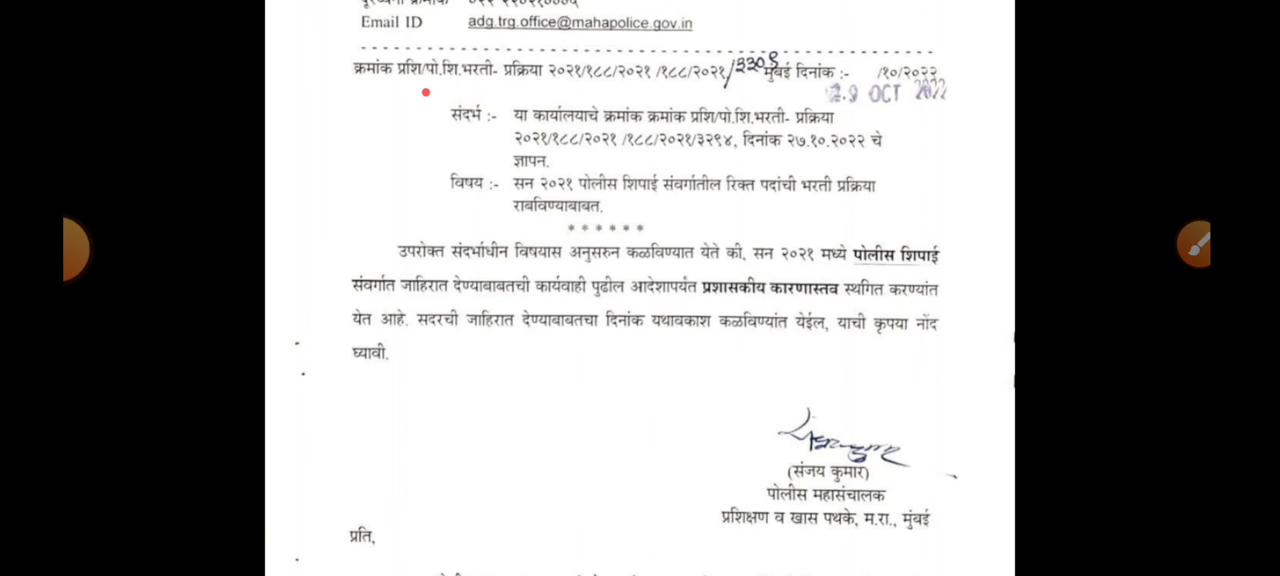 Email ID adg.trg.office@mahapolice.gov.in
क्रमांक प्रशि/पो.शि.भरती- प्रक्रिया २०२१/१८८/२०२१ /१८८/२०२१/ मुंबई दिनांक :- /१०/२०२२
29 OCT 2022
संदर्भ :- या कार्यालयाचे क्रमांक क्रमांक प्रशि/पो.शि.भरती- प्रक्रिया
२०२१/१८८/२०२१ /१८८/२०२१/३२९४, दिनांक २७.१०.२०२२ चे
ज्ञापन.
विषय :- सन २०२१ पोलीस शिपाई संवर्गातील रिक्त पदांची भरती प्रक्रिया
राबविण्याबाबत.
******
उपरोक्त संदर्भाधीन विषयास अनुसरुन कळविण्यात येते की, सन २०२१ मध्ये पोलीस शिपाई
संवर्गात जाहिरात देण्याबाबतची कार्यवाही पुढील आदेशापर्यंत प्रशासकीय कारणास्तव स्थगित करण्यांत
येत आहे. सदरची जाहिरात देण्याबाबतचा दिनांक यथावकाश कळविण्यांत येईल, याची कृपया नोंद
घ्यावी.
(संजय कुमार)
पोलीस महासंचालक
प्रशिक्षण व खास पथके, म.रा., मुंबई
प्रति,